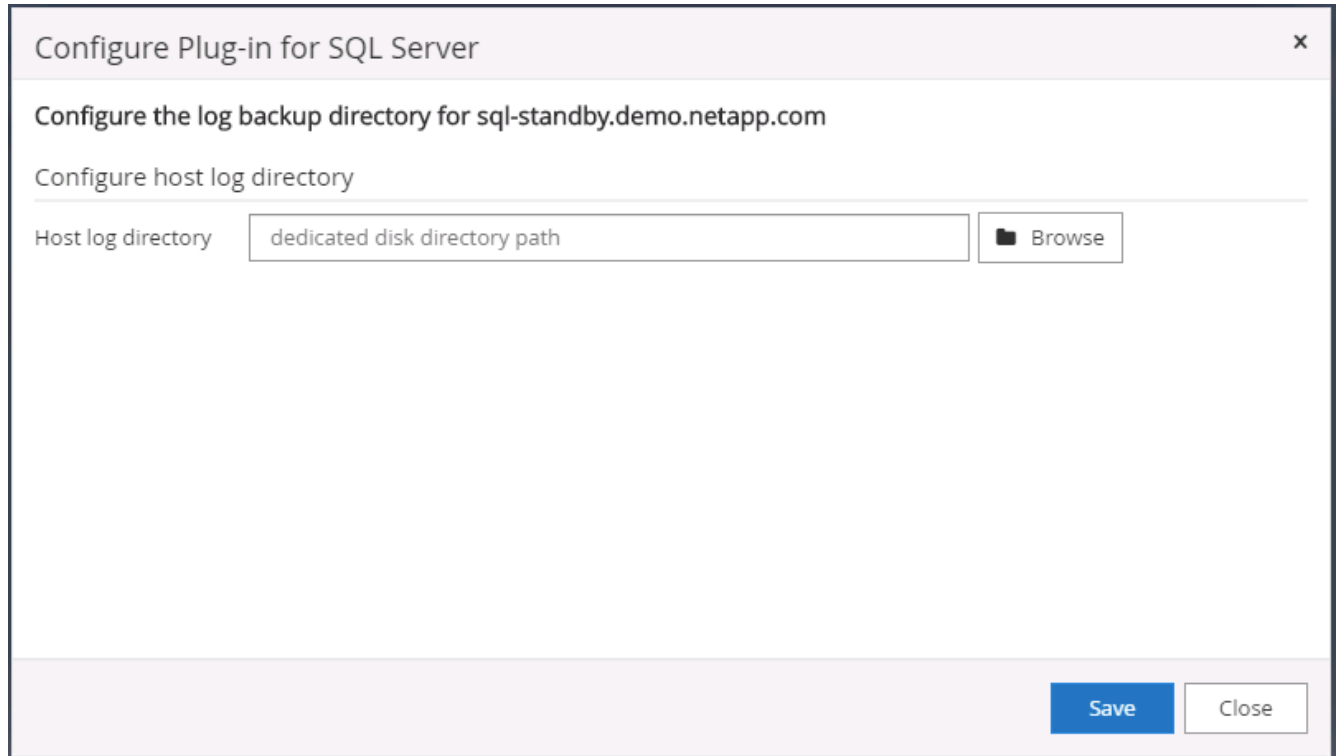 Configure Plug-in for SQL Server
×
Configure the log backup directory for sql-standby.demo.netapp.com
Configure host log directory
Host log directory
dedicated disk directory path
Browse
Save
Close